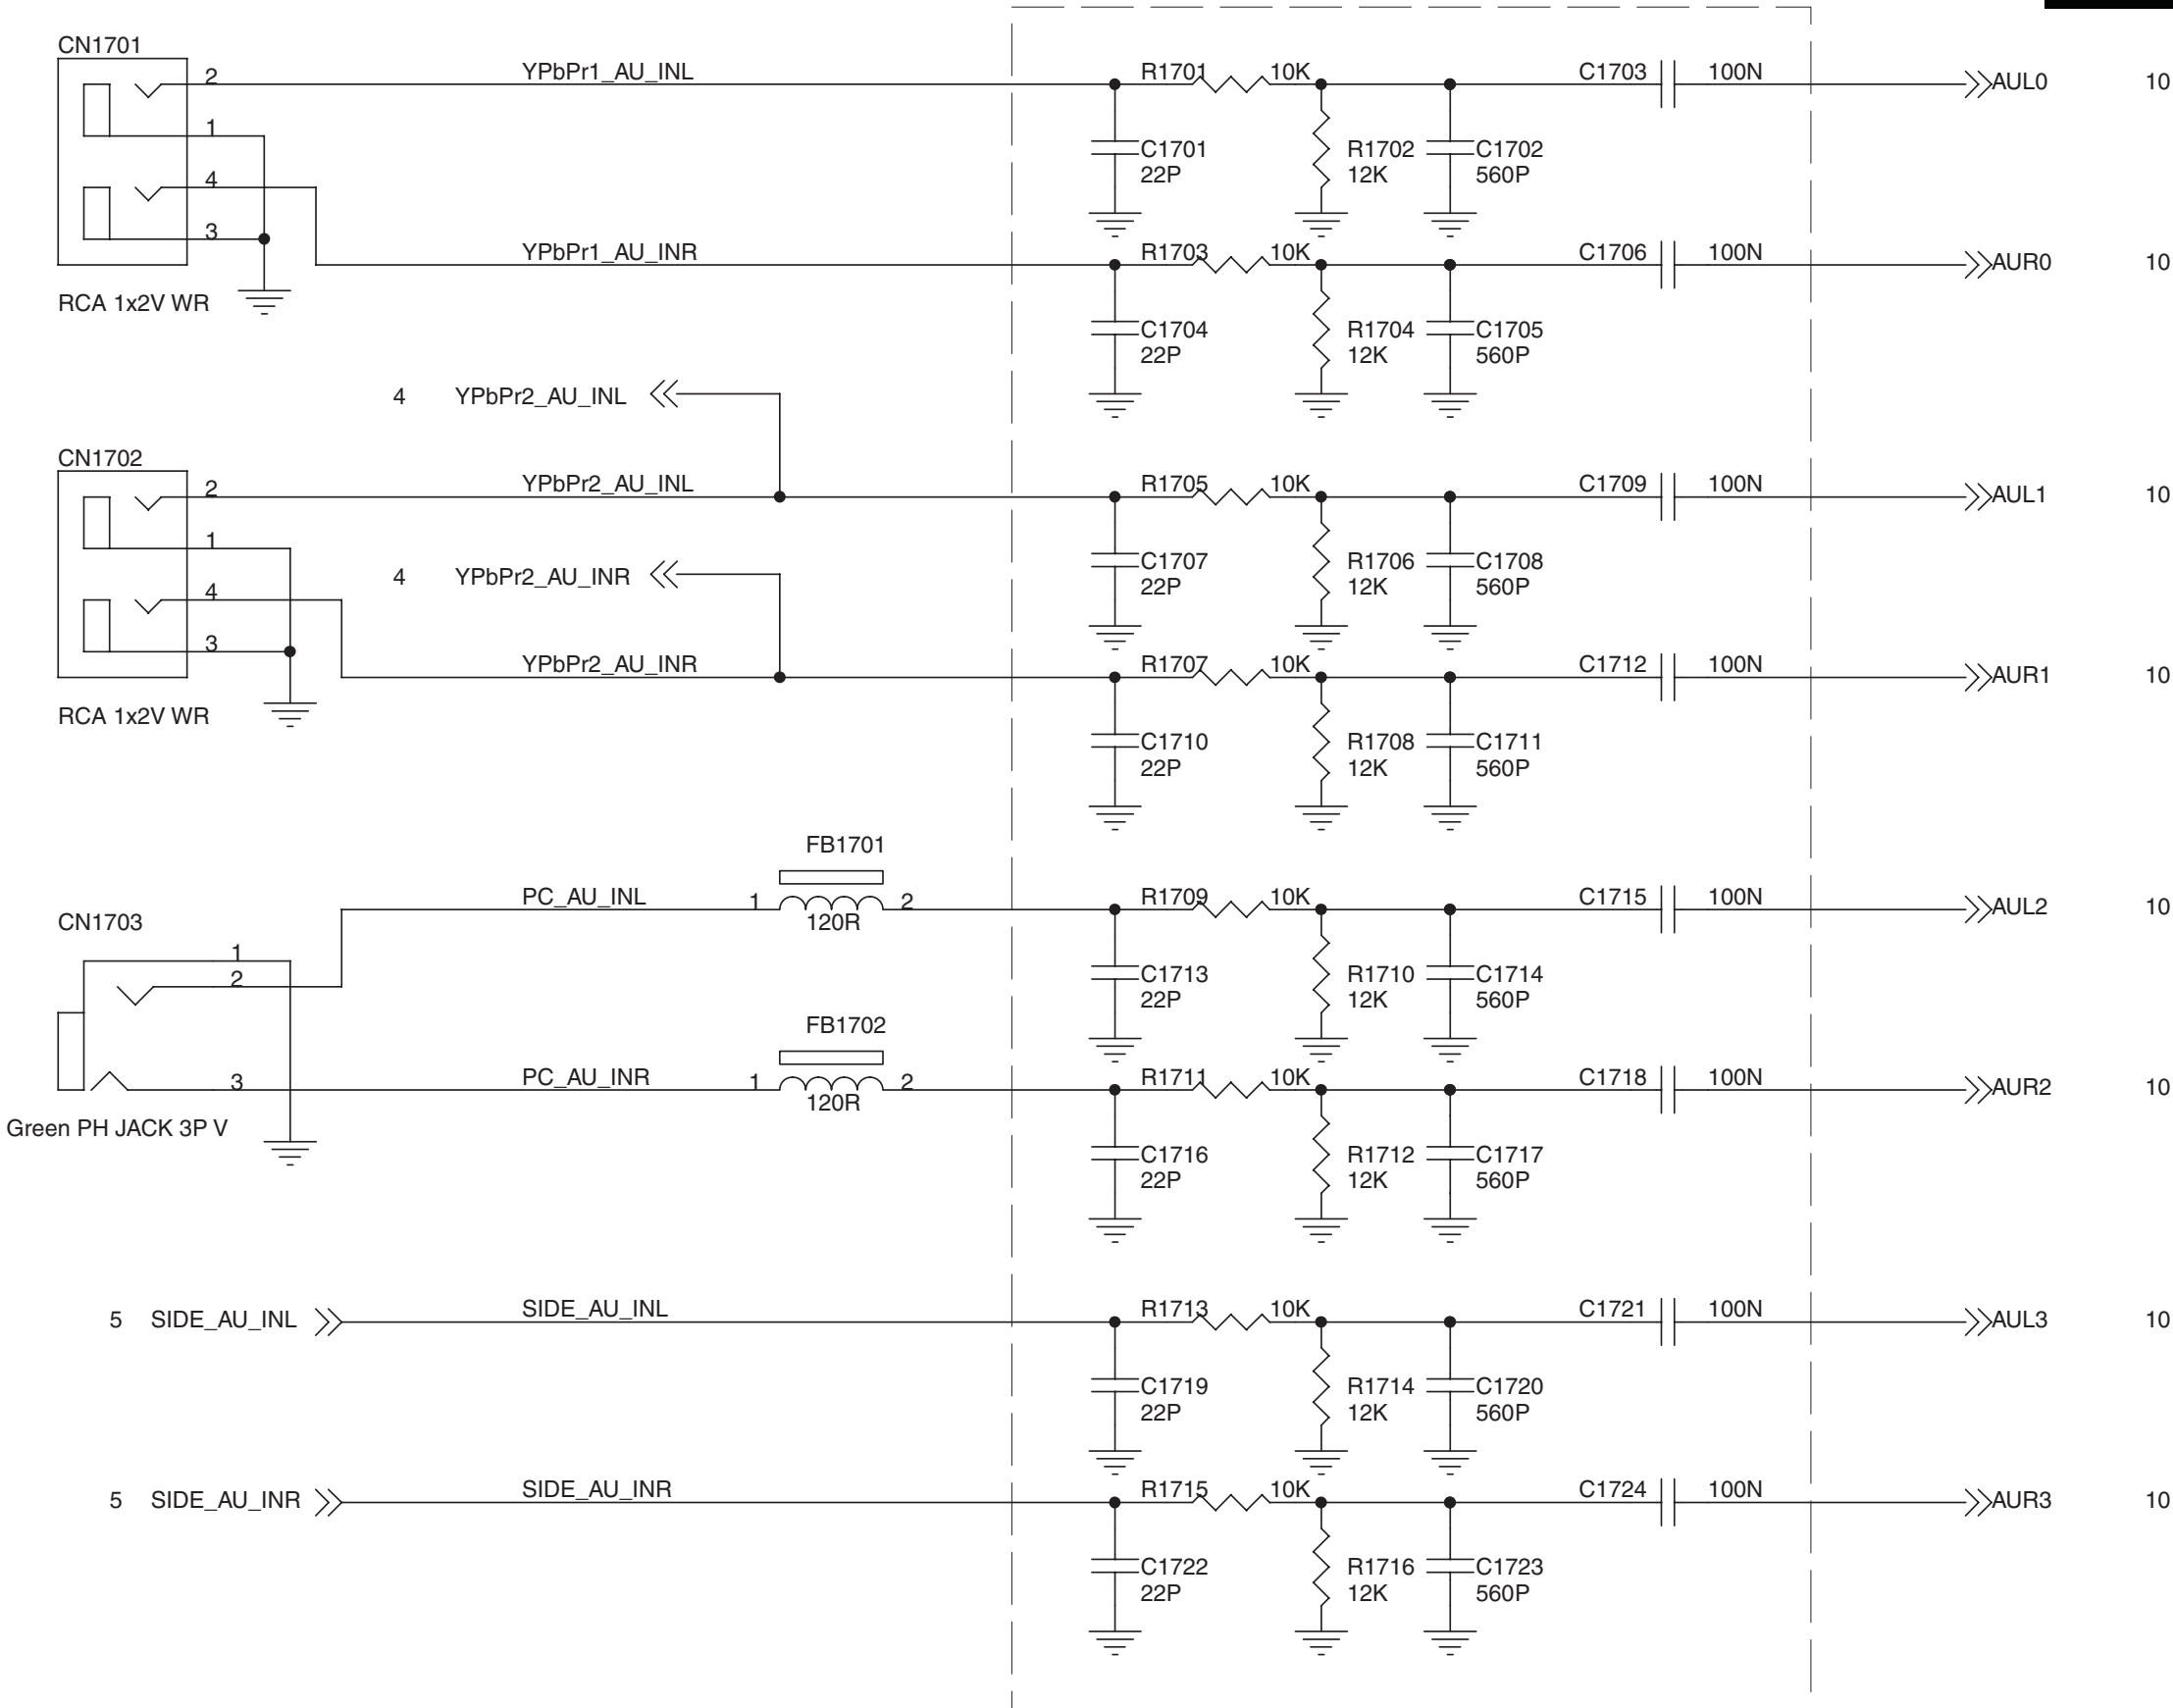 CN1701
2 YPbPr1_AU_INL R1701 10K C1703 100N AUL0 10
1
C1701 R1702 C1702
22P 12K 560P
4
3
YPbPr1_AU_INR R1703 10K C1706 100N AUR0 10
RCA 1x2V WR
C1704 R1704 C1705
22P 12K 560P
4 YPbPr2_AU_INL
CN1702
2 YPbPr2_AU_INL R1705 10K C1709 100N AUL1 10
1
C1707 R1706 C1708
4 YPbPr2_AU_INR
22P 12K 560P
4
3
YPbPr2_AU_INR R1707 10K C1712 100N AUR1 10
RCA 1x2V WR
C1710 R1708 C1711
22P 12K 560P
FB1701
PC_AU_INL 1 2 R1709 10K C1715 100N AUL2 10
CN1703
120R
1
2
C1713 R1710 C1714
22P 12K 560P
FB1702
3 PC_AU_INR 1 2 R1711 10K C1718 100N AUR2 10
120R
Green PH JACK 3P V
C1716 R1712 C1717
22P 12K 560P
5 SIDE_AU_INL SIDE_AU_INL R1713 10K C1721 100N AUL3 10
C1719 R1714 C1720
22P 12K 560P
5 SIDE_AU_INR SIDE_AU_INR R1715 10K C1724 100N AUR3 10
C1722 R1716 C1723
22P 12K 560P